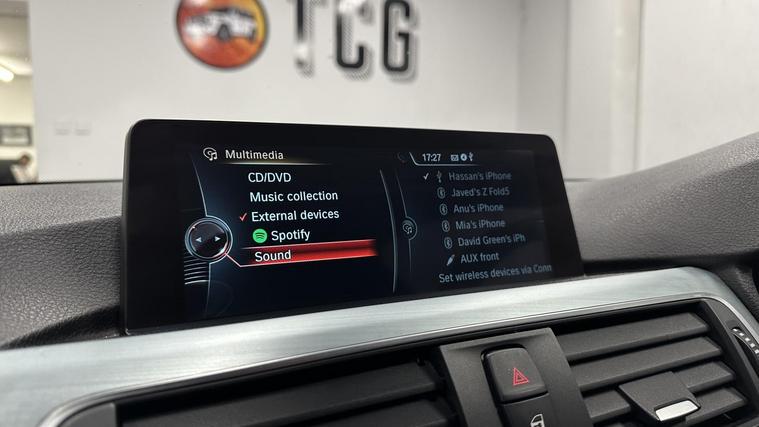 TCG
Multimedia
CD/DVD
Music collection
External devices
Spotify
Sound
17:27
Hassan's iPhone
Javed's Z Fold5
Anu's iPhone
Mia's iPhone
David Green's iPh
AUX front
Set wireless devices via Conn